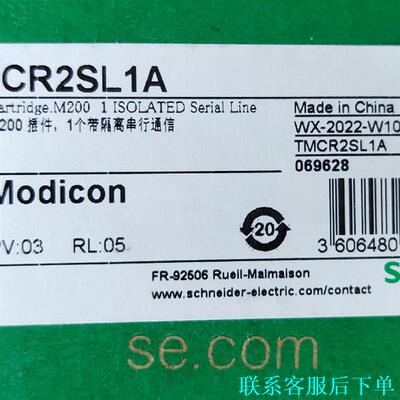 CR2SL1A
artridge.M200 1 ISOLATED Serial Line
200 插件，1个带隔离串行通信
Made in China
WX-2022-W10
TMCR2SL1A
069628
Modicon
PV:03 RL:05
20
3 606480
FR-92506 Rueil-Malmaison
www.schneider-electric.com/contact
S
se.com
联系客服后下单